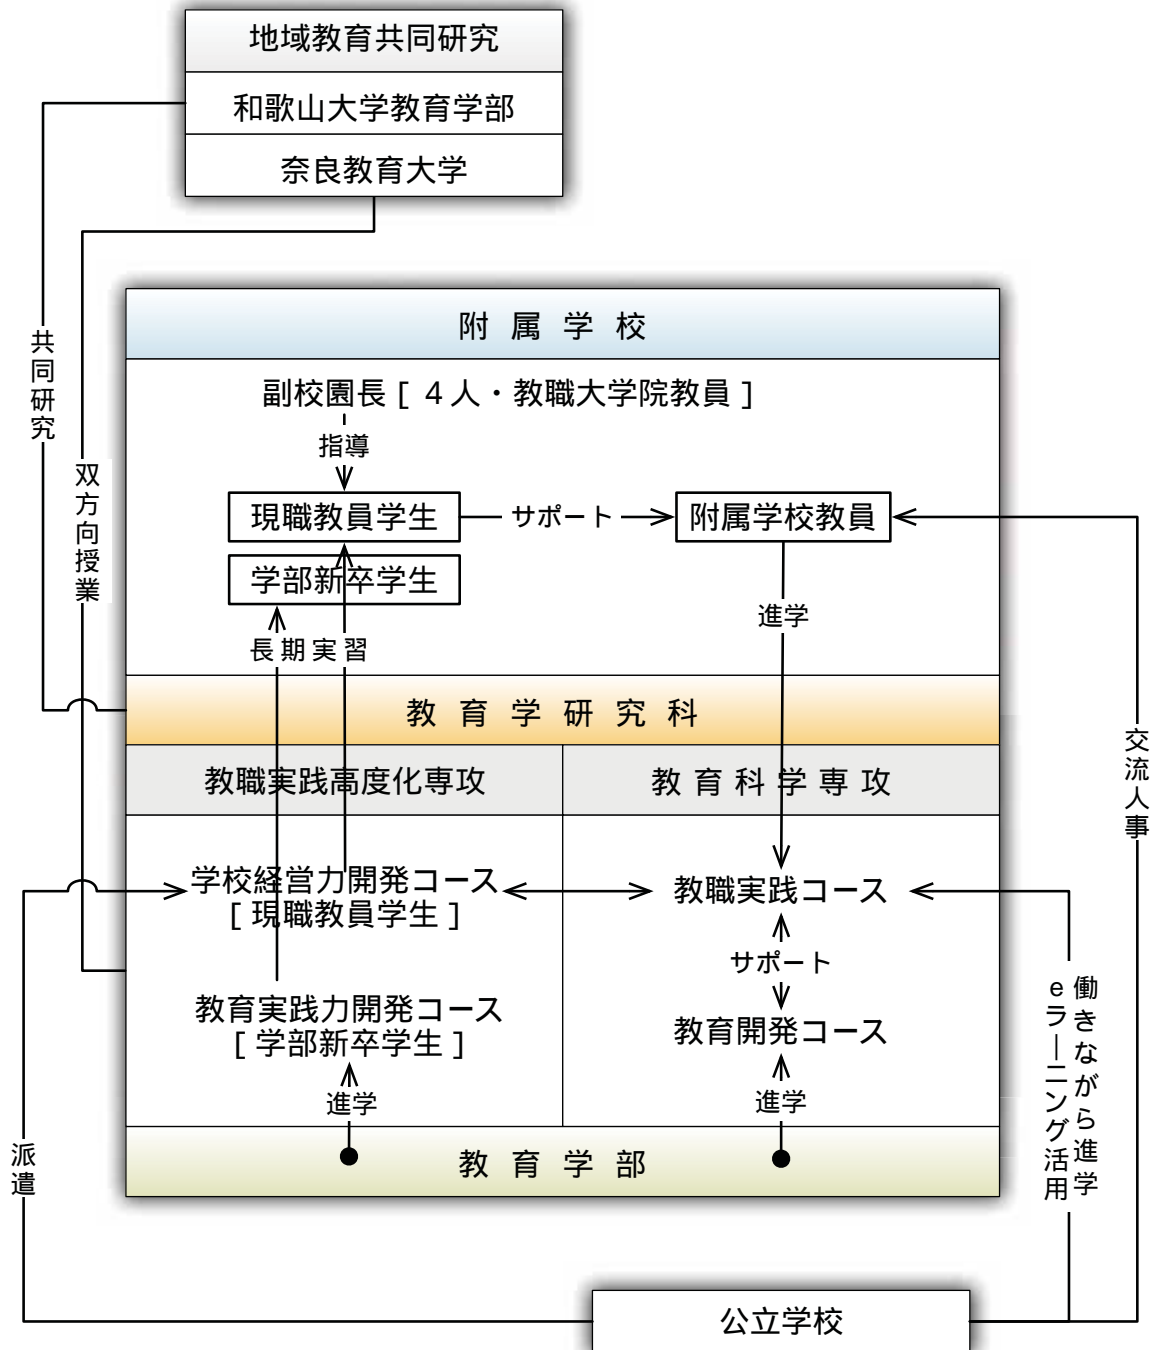 地域教育共同研究
和歌山大学教育学部
奈良教育大学
共同研究
双方向授業
附属学校
副校園長［４人・教職大学院教員］
指導
現職教員学生
サポート
附属学校教員
学部新卒学生
長期実習
進学
教育学研究科
教職実践高度化専攻
教育科学専攻
交流人事
学校経営力開発コース
［現職教員学生］
教職実践コース
サポート
教育実践力開発コース
［学部新卒学生］
教育開発コース
働きながら進学
eラーニング活用
進学
進学
派遣
教育学部
公立学校